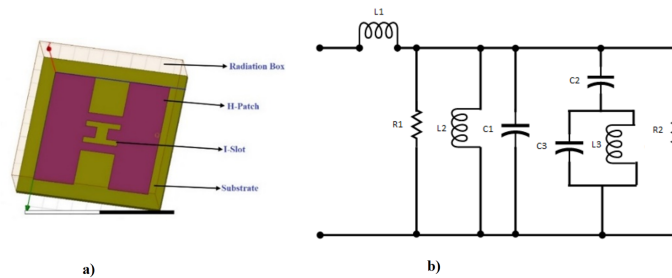 Radiation Box
H-Patch
I-Slot
Substrate
a)
L1
R1
L2
C1
C2
C3
L3
R2
b)